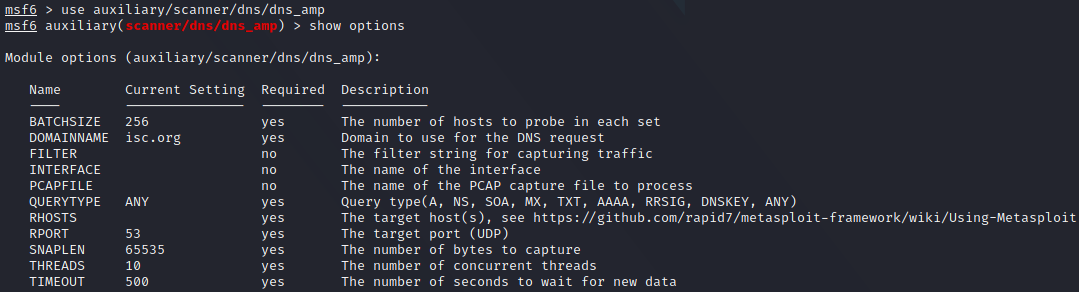 msf6 > use auxiliary/scanner/dns/dns_amp
msf6 auxiliary(scanner/dns/dns_amp) > show options
Module options (auxiliary/scanner/dns/dns_amp):
Name Current Setting Required Description
BATCHSIZE 256 yes The number of hosts to probe in each set
DOMAINNAME isc.org yes Domain to use for the DNS request
FILTER no The filter string for capturing traffic
INTERFACE no The name of the interface
PCAPFILE no The name of the PCAP capture file to process
QUERYTYPE ANY yes Query type(A, NS, SOA, MX, TXT, AAAA, RRSIG, DNSKEY, ANY)
RHOSTS yes The target host(s), see https://github.com/rapid7/metasploit-framework/wiki/Using-Metasploit
RPORT 53 yes The target port (UDP)
SNAPLEN 65535 yes The number of bytes to capture
THREADS 10 yes The number of concurrent threads
TIMEOUT 500 yes The number of seconds to wait for new data